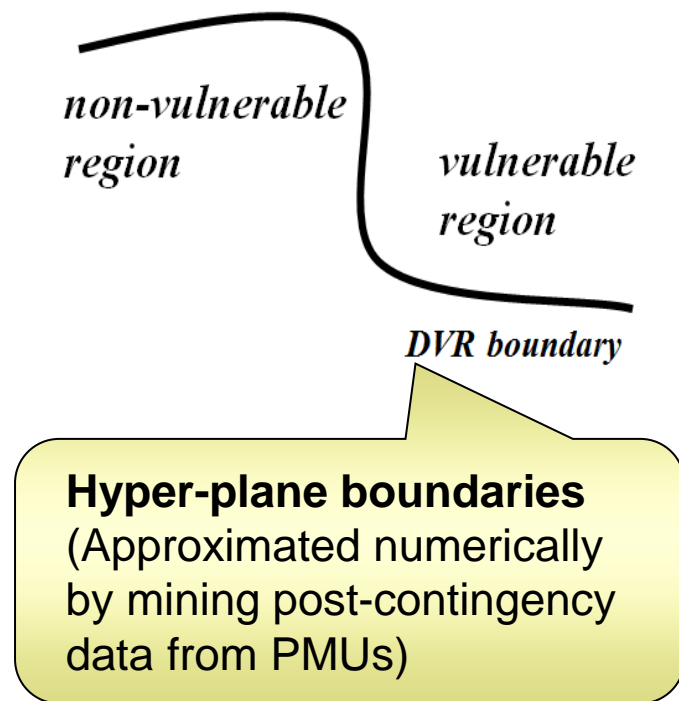 non-vulnerable
region
vulnerable
region
DVR boundary
Hyper-plane boundaries
(Approximated numerically
by mining post-contingency
data from PMUs)